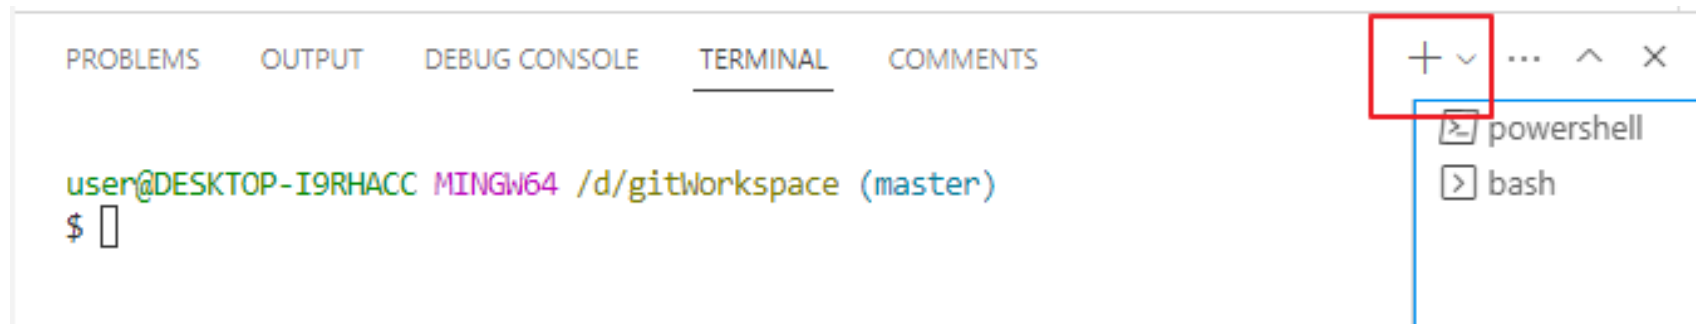 PROBLEMS OUTPUT DEBUG CONSOLE TERMINAL COMMENTS
powershell
bash
user@DESKTOP-I9RHACC MINGW64 /d/gitWorkspace (master)
$